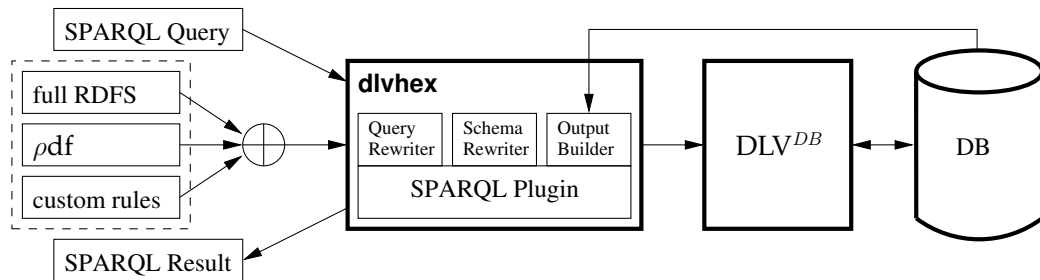 SPARQL Query
full RDFS
ρdf
custom rules
SPARQL Result
dlvhex
Query
Rewriter
Schema
Rewriter
Output
Builder
SPARQL Plugin
DLV^DB
DB